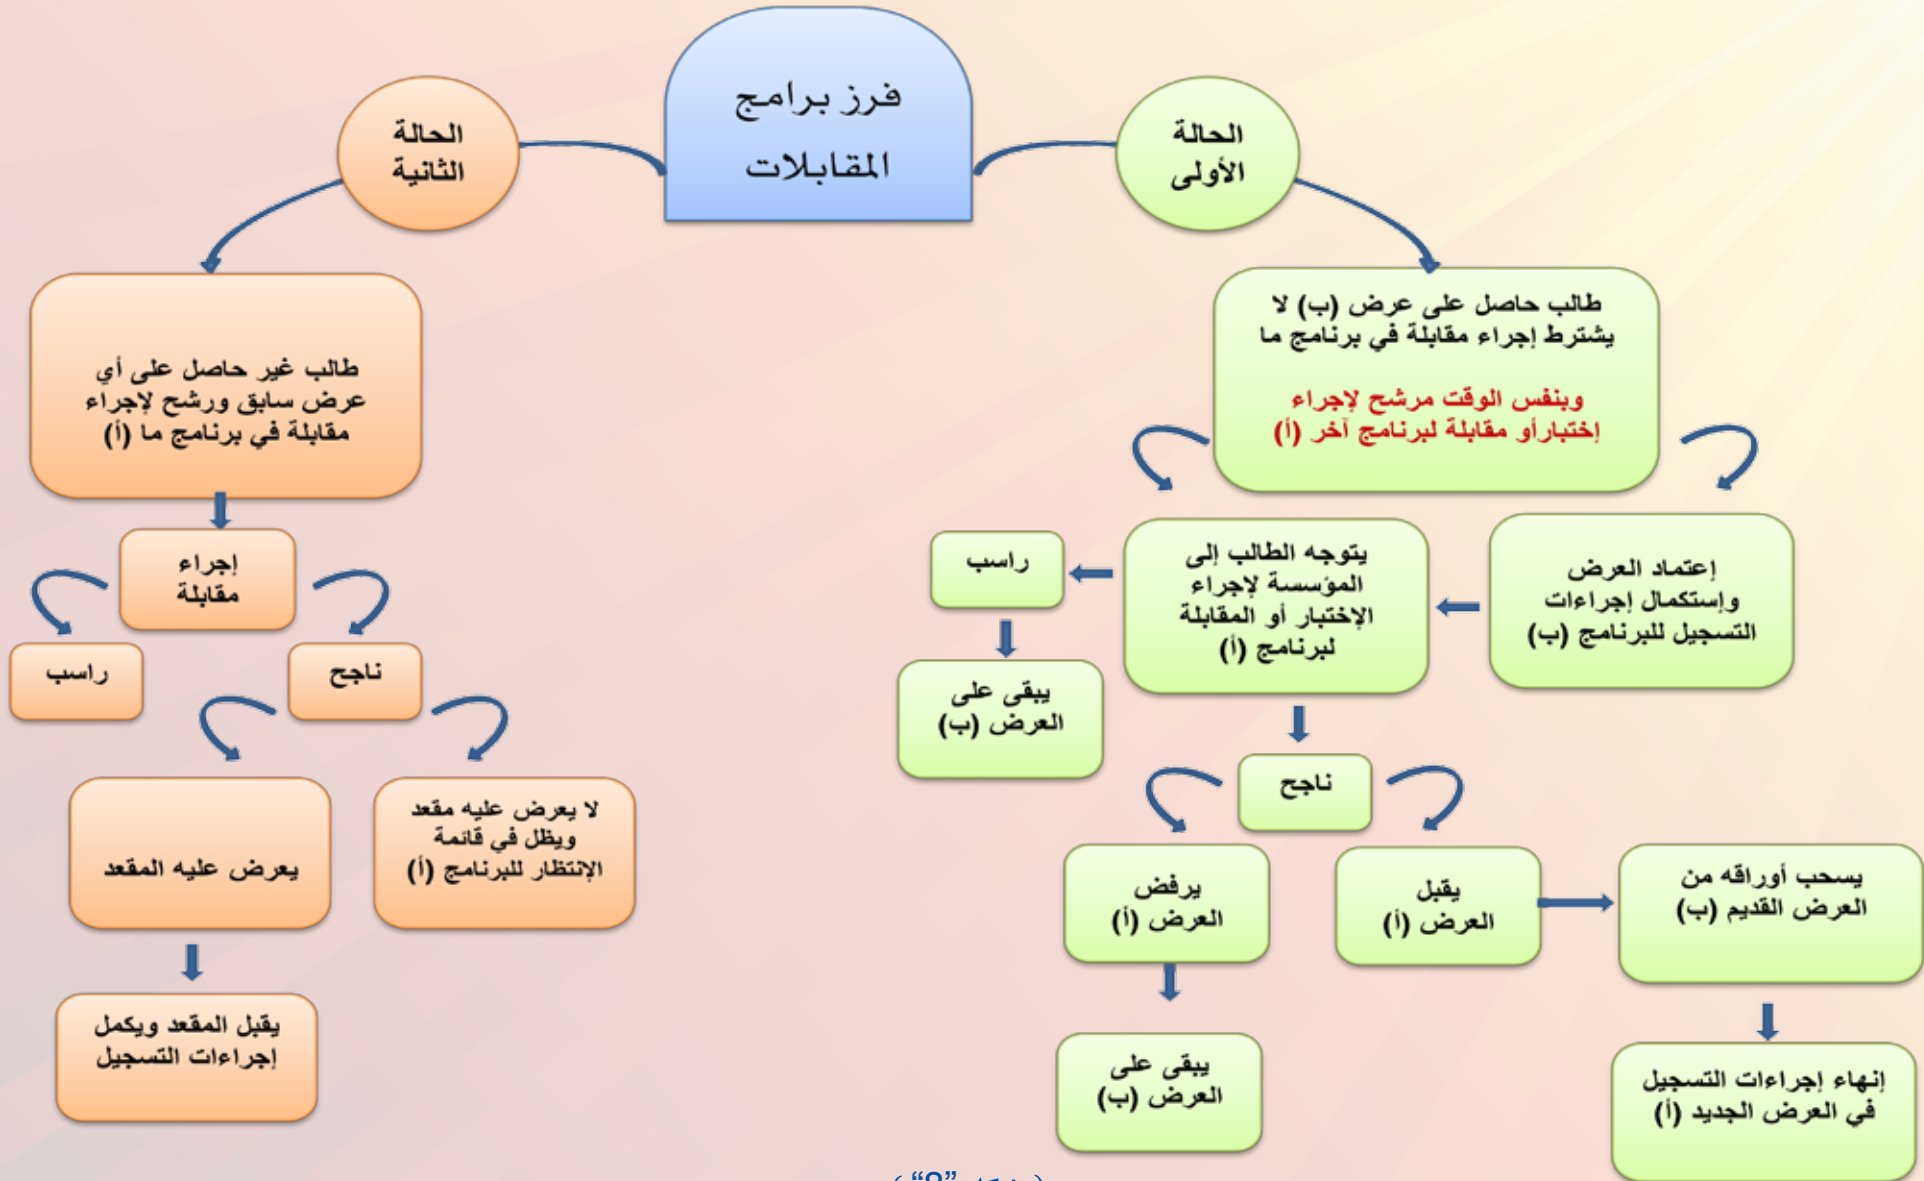 فرز برامج
المقابلات
الحالة
الأولى
طالب حاصل على عرض (ب) لا
يشترط إجراء مقابلة في برنامج ما
وبنفس الوقت مرشح لإجراء
إختبارأو مقابلة لبرنامج آخر (أ)
إعتماد العرض
وإستكمال إجراءات
التسجيل للبرنامج (ب)
يتوجه الطالب إلى
المؤسسة لإجراء
الإختبار أو المقابلة
لبرنامج (أ)
راسب
يبقى على
العرض (ب)
ناجح
يقبل
العرض (أ)
يسحب أوراقه من
العرض القديم (ب)
إنهاء إجراءات التسجيل
في العرض الجديد (أ)
يرفض
العرض (أ)
يبقى على
العرض (ب)
الحالة
الثانية
طالب غير حاصل على أي
عرض سابق ورشح لإجراء
مقابلة في برنامج ما (أ)
إجراء
مقابلة
ناجح
راسب
لا يعرض عليه مقعد
ويظل في قائمة
الإنتظار للبرنامج (أ)
يعرض عليه المقعد
يقبل المقعد ويكمل
إجراءات التسجيل